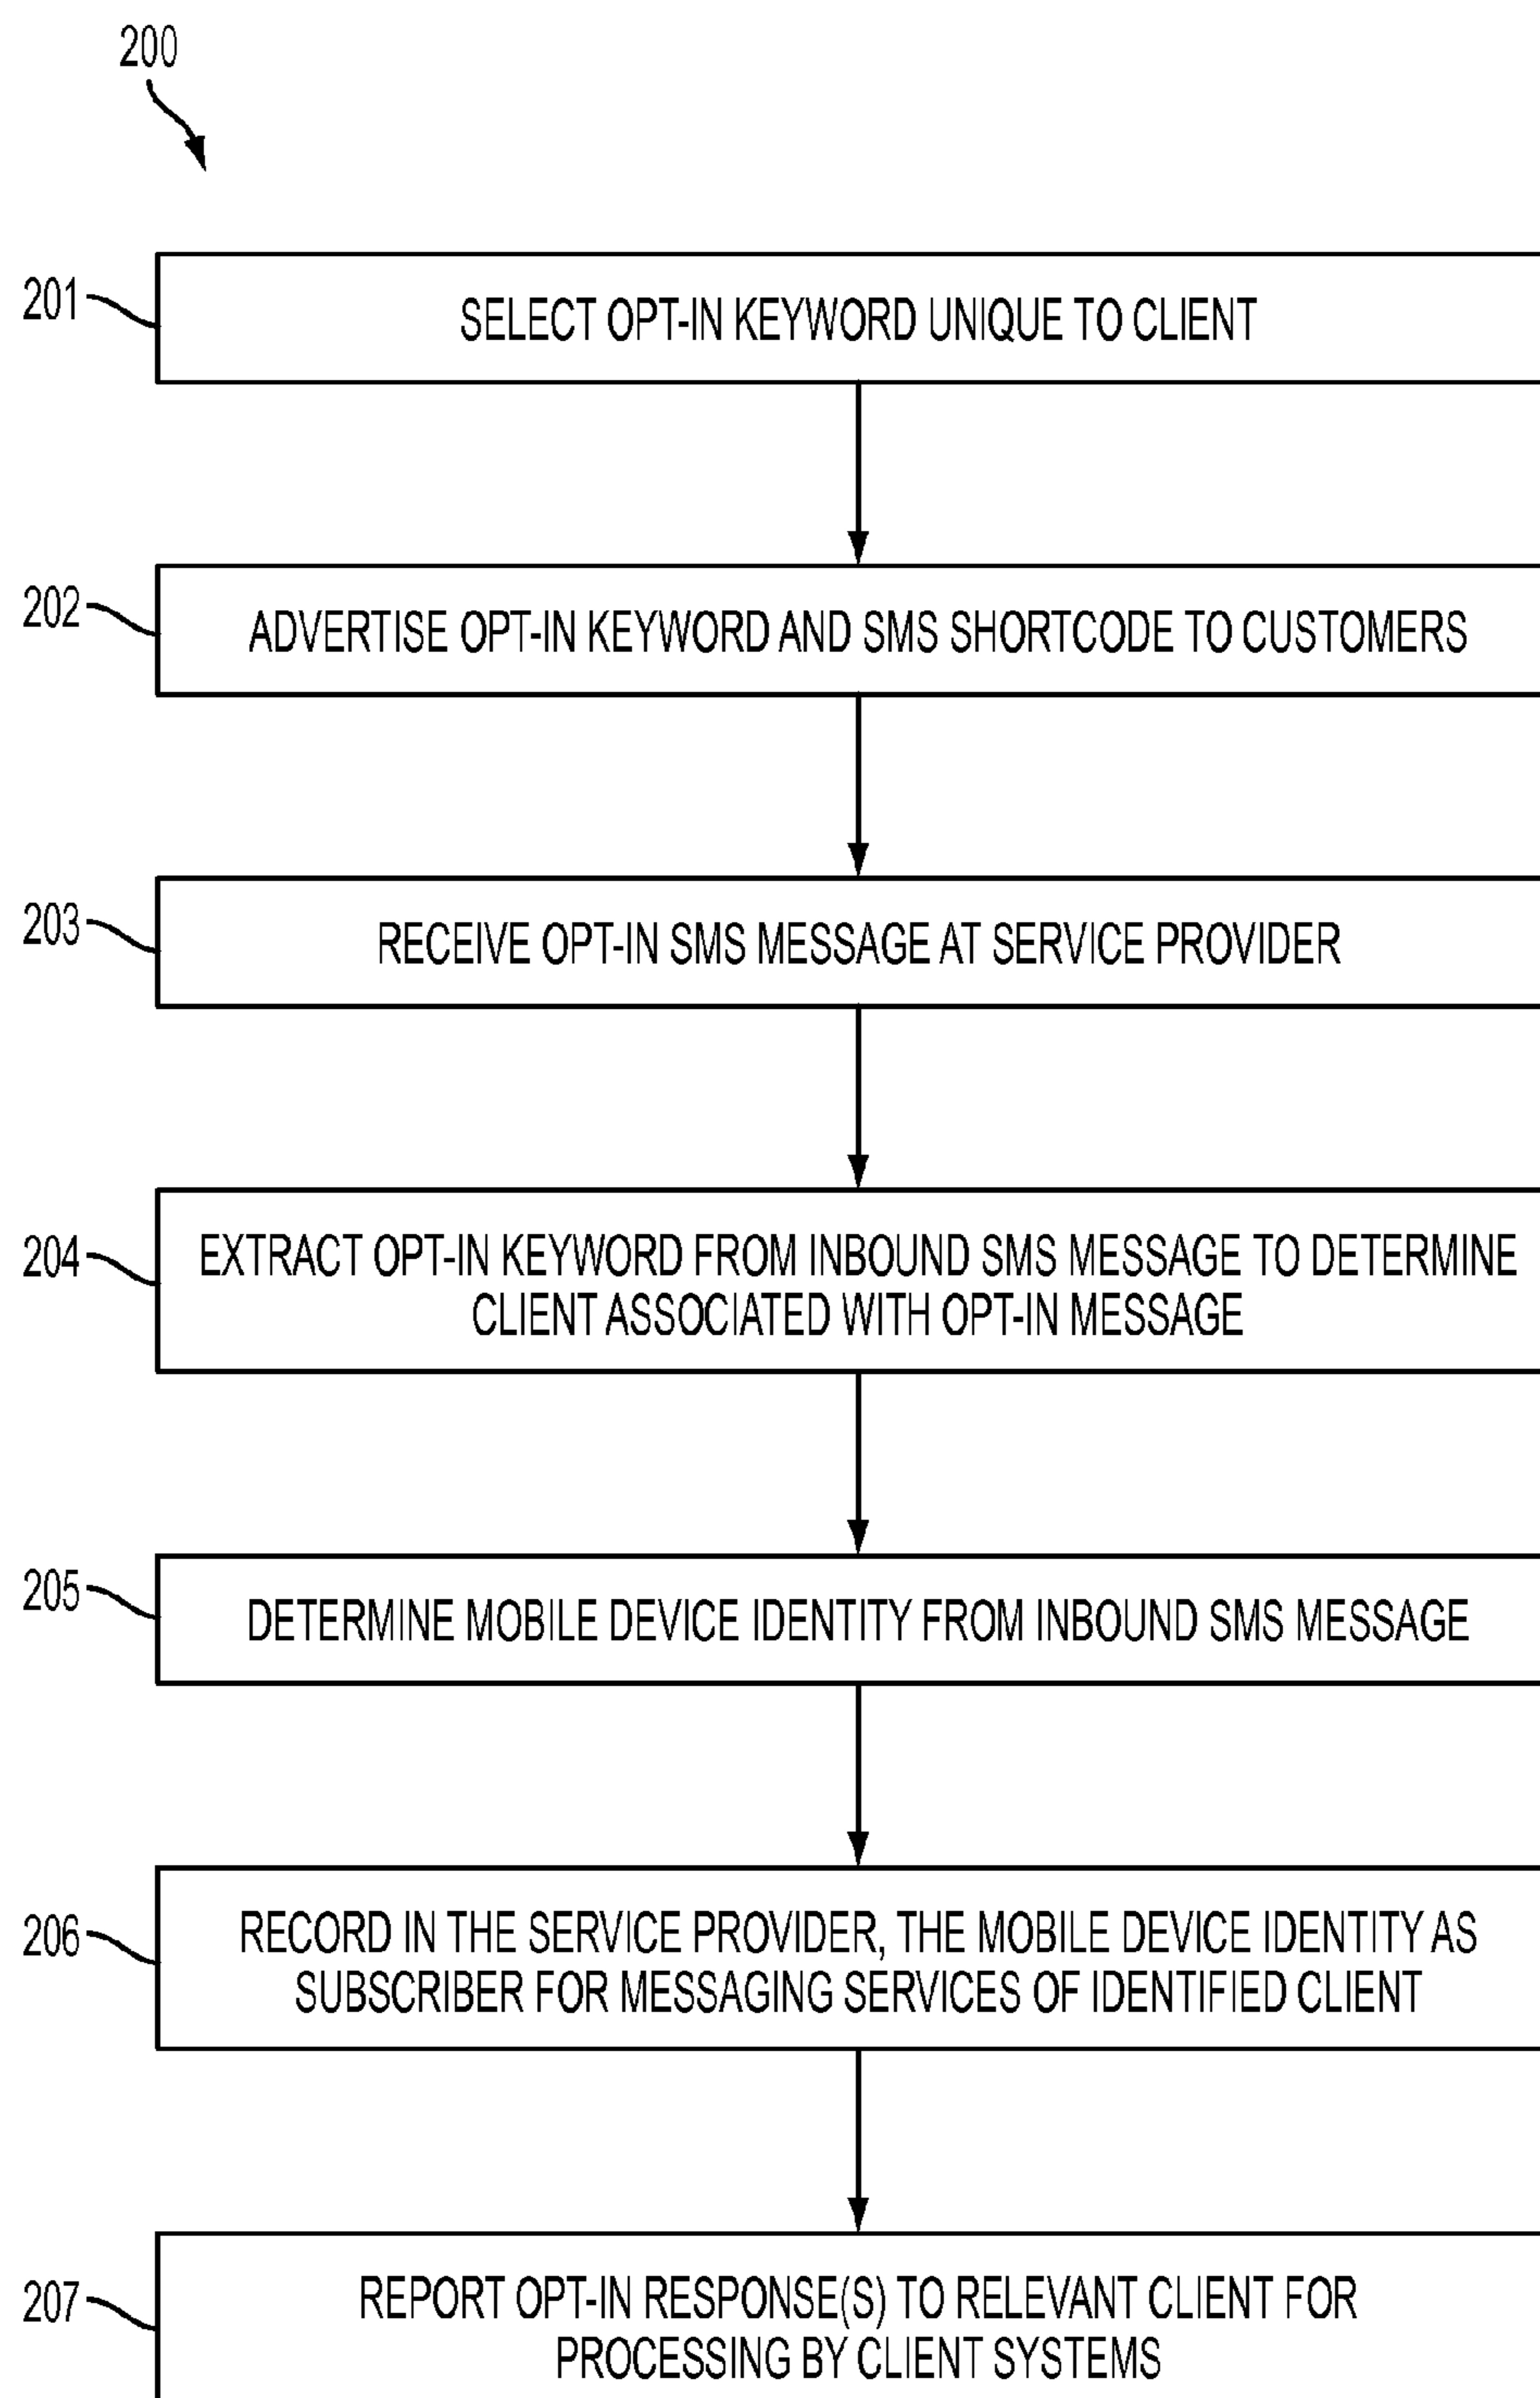 200
201
SELECT OPT-IN KEYWORD UNIQUE TO CLIENT
202
ADVERTISE OPT-IN KEYWORD AND SMS SHORTCODE TO CUSTOMERS
203
RECEIVE OPT-IN SMS MESSAGE AT SERVICE PROVIDER
204
EXTRACT OPT-IN KEYWORD FROM INBOUND SMS MESSAGE TO DETERMINE
CLIENT ASSOCIATED WITH OPT-IN MESSAGE
205
DETERMINE MOBILE DEVICE IDENTITY FROM INBOUND SMS MESSAGE
206
RECORD IN THE SERVICE PROVIDER, THE MOBILE DEVICE IDENTITY AS
SUBSCRIBER FOR MESSAGING SERVICES OF IDENTIFIED CLIENT
207
REPORT OPT-IN RESPONSE(S) TO RELEVANT CLIENT FOR
PROCESSING BY CLIENT SYSTEMS